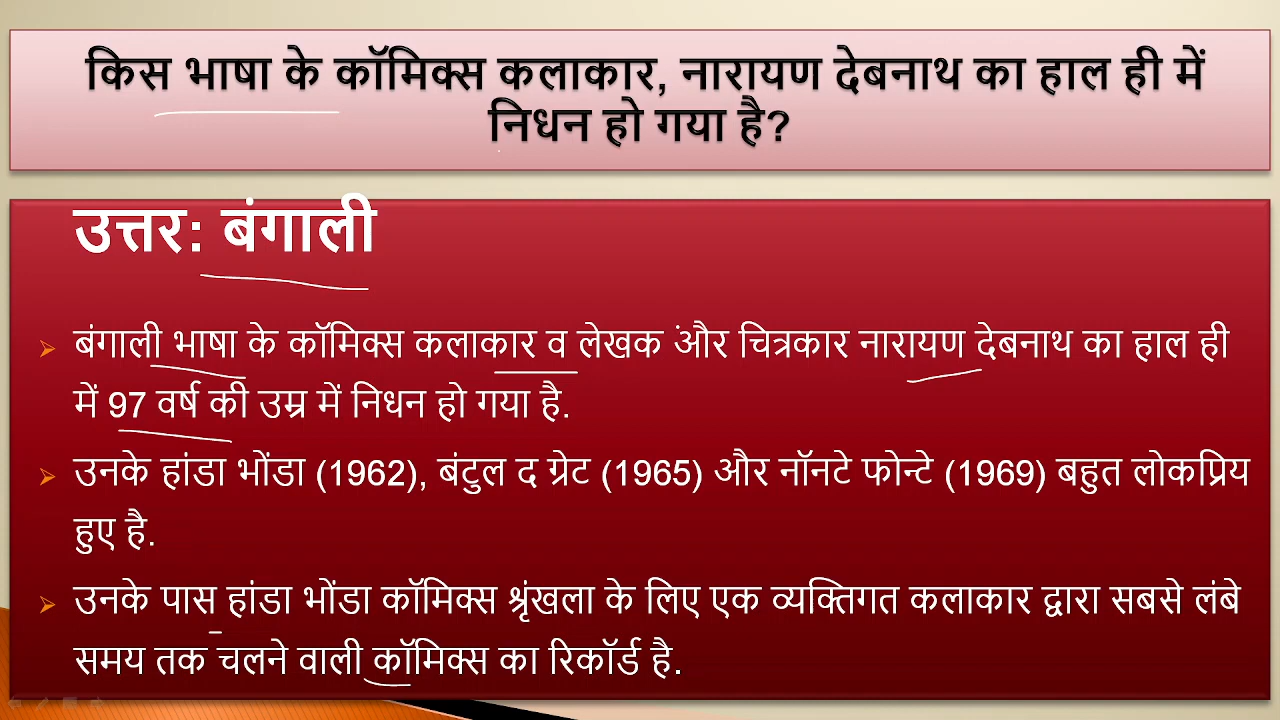 किस भाषा के कॉमिक्स कलाकार, नारायण देबनाथ का हाल ही में
निधन हो गया है?
उत्तर: बंगाली
बंगाली भाषा के कॉमिक्स कलाकार व लेखक और चित्रकार नारायण देबनाथ का हाल ही
में 97 वर्ष की उम्र में निधन हो गया है.
उनके हांडा भोंडा (1962), बंटुल द ग्रेट (1965) और नॉनटे फोन्टे (1969) बहुत लोकप्रिय
हुए है.
उनके पास हांडा भोंडा कॉमिक्स श्रृंखला के लिए एक व्यक्तिगत कलाकार द्वारा सबसे लंबे
समय तक चलने वाली कॉमिक्स का रिकॉर्ड है.